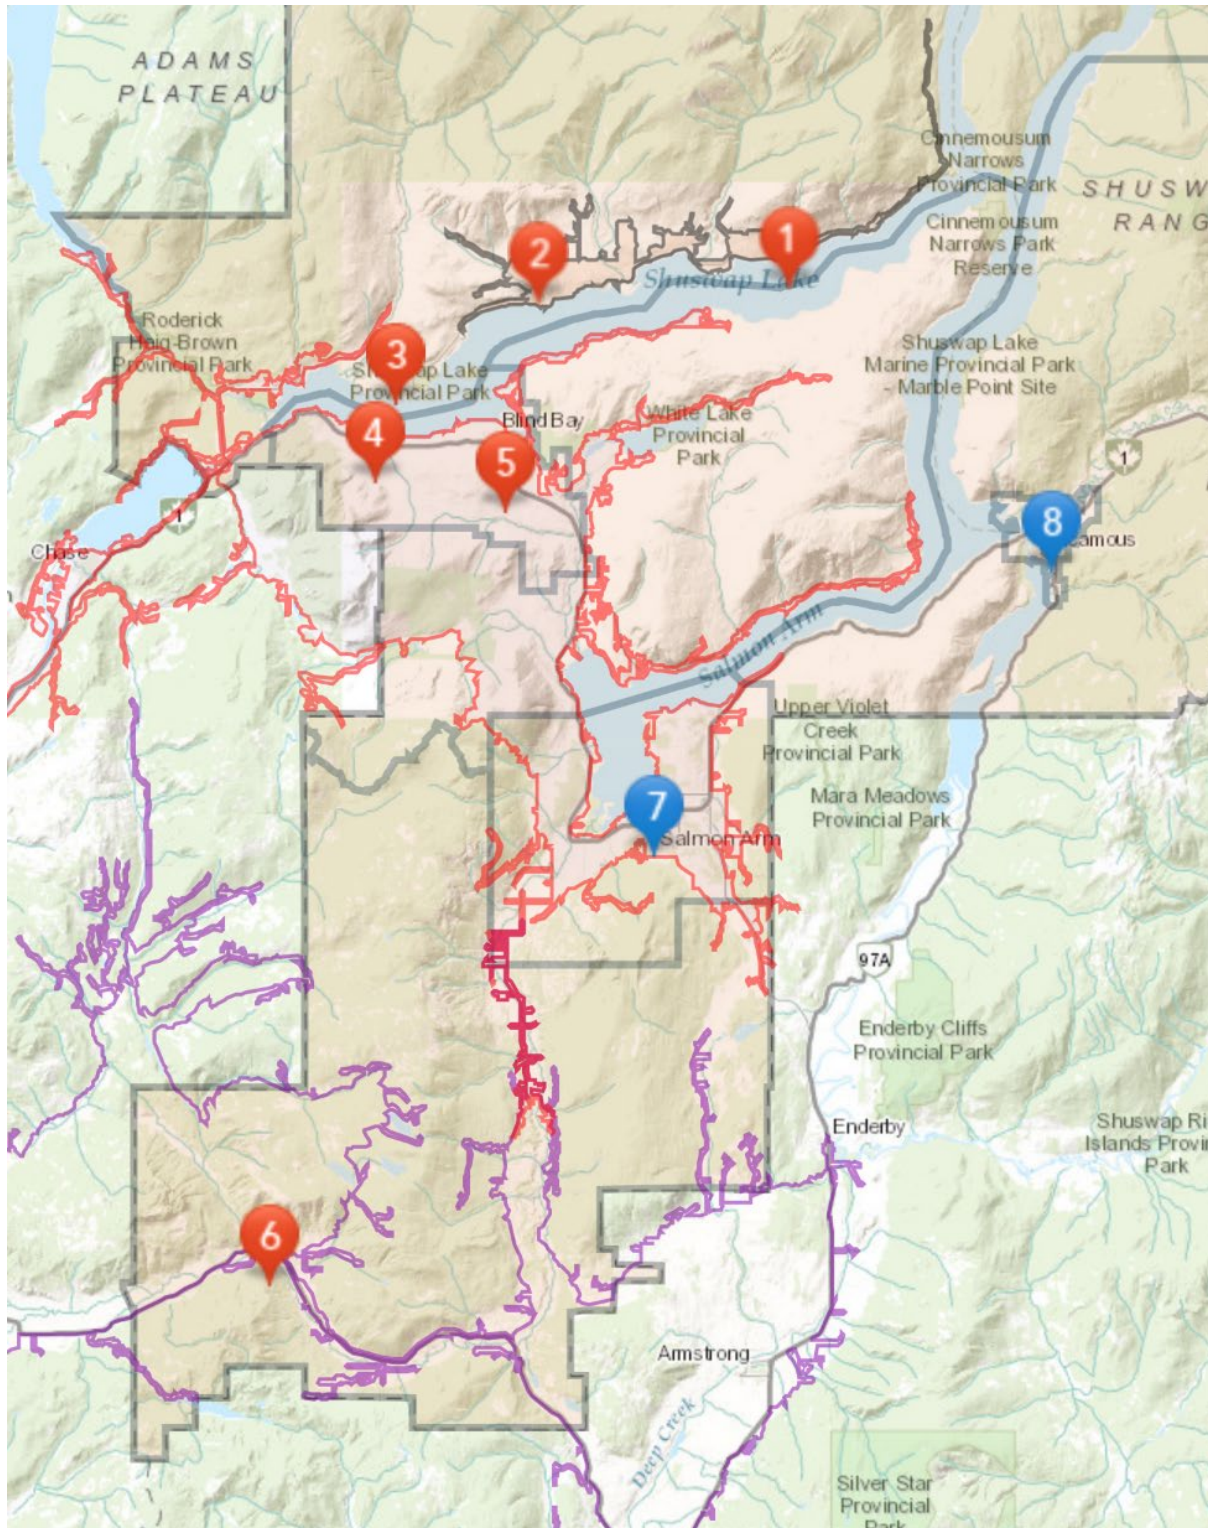 ADAMS
PLATEAU
Cinnemousum
Narrows
Provincial Park
SHUSW
RANG
Cinnemousum
Narrows Park
Reserve
1
2
Shuswap Lake
Roderick
Haig-Brown
Provincial Park
3
Shuswap Lake
Provincial Park
Shuswap Lake
Marine Provincial Park
- Marble Point Site
4
Blind Bay
White Lake
Provincial
Park
5
1
1
8
Chase
camous
Salmon Arm
Upper Violet
Creek
Provincial Park
7
Mara Meadows
Provincial Park
Salmon Arm
97A
Enderby Cliffs
Provincial Park
Enderby
Shuswap Ri
Islands Provin
Park
6
Armstrong
Deep Creek
Silver Star
Provincial
Park